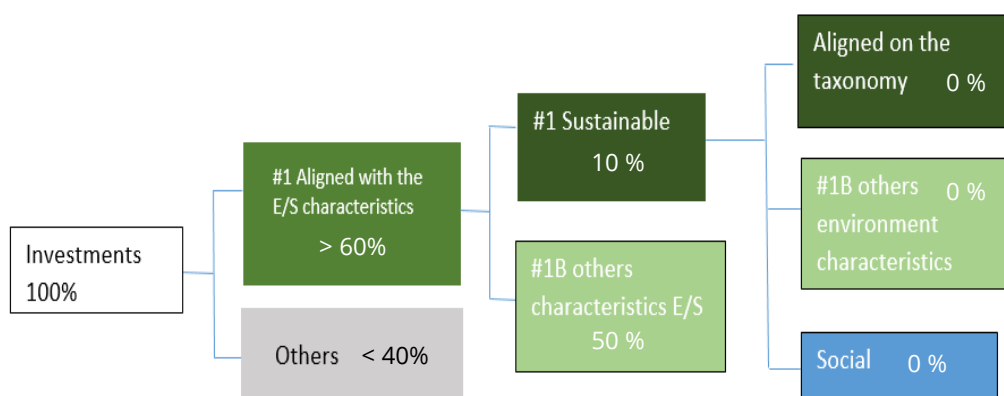 Investments
100%
#1 Aligned with the
E/S characteristics
> 60%
Others < 40%
#1 Sustainable
10 %
#1B others
characteristics E/S
50 %
Aligned on the
taxonomy 0 %
#1B others 0 %
environment
characteristics
Social 0 %